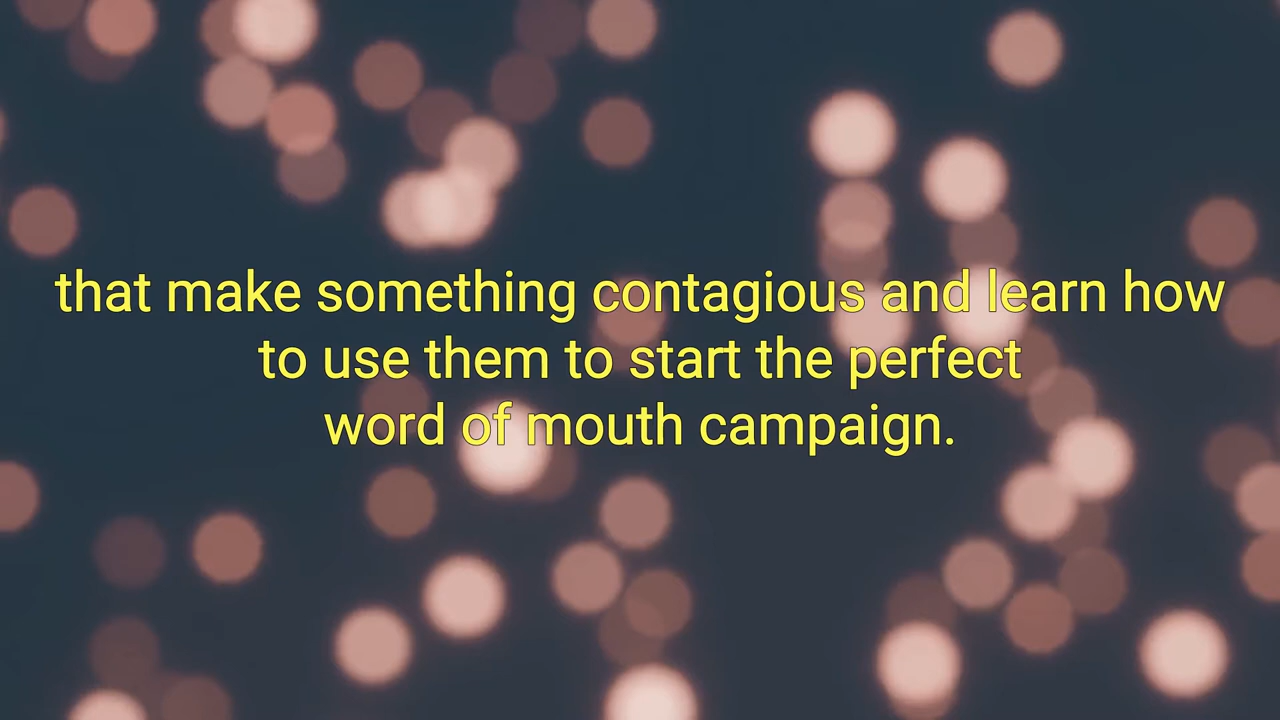 that make something contagious and learn how
to use them to start the perfect
word of mouth campaign.